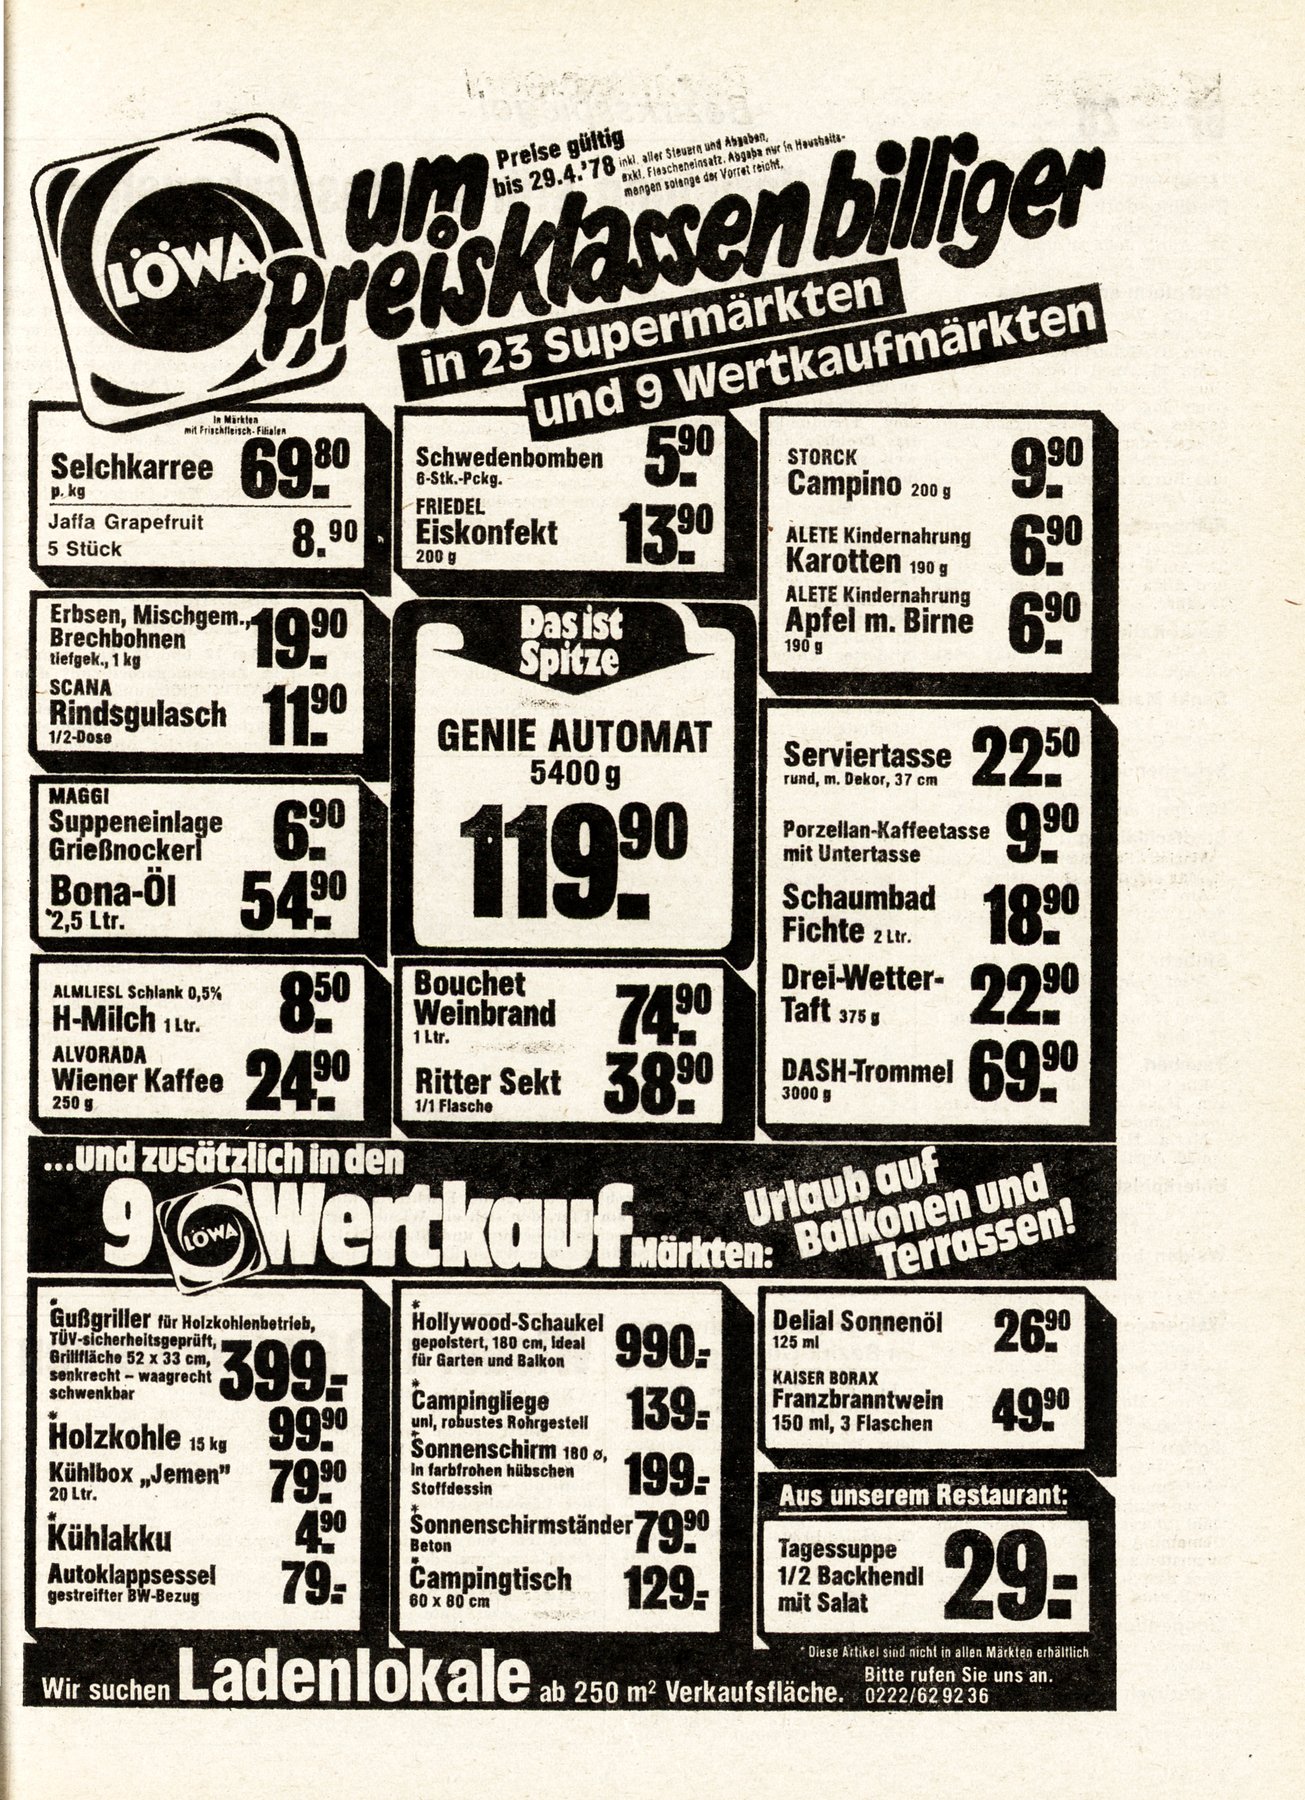 LÖWA
um
Preise gültig
bis 29.4.'78
inkl. aller Steuern und Abgaben,
exkl. Flascheneinsatz. Abgabe nur in Haushalts-
mengen solange der Vorrat reicht.
preisklassen billiger
in 23 Supermärkten
und 9 Wertkaufmärkten
in Märkten
mit Frischfleisch-Filialen
Selchkarree 69.80
p. kg
Jaffa Grapefruit
5 Stück 8.90
Erbsen, Mischgem.,
Brechbohnen 19.90
tiefgek., 1 kg
SCANA
Rindsgulasch 11.90
1/2-Dose
MAGGI
Suppeneinlage
Grießnockerl 6.90
Bona-Öl 54.90
2,5 Ltr.
ALMLIESL Schlank 0,5%
H-Milch 1 Ltr. 8.50
ALVORADA
Wiener Kaffee 24.90
250 g
Schwedenbomben 5.90
6-Stk.-Pckg.
FRIEDEL
Eiskonfekt 13.90
200 g
Das ist
Spitze
GENIE AUTOMAT
5400 g
119.90
Bouchet
Weinbrand 74.90
1 Ltr.
Ritter Sekt 38.90
1/1 Flasche
STORCK
Campino 200 g 9.90
ALETE Kindernahrung
Karotten 190 g 6.90
ALETE Kindernahrung
Apfel m. Birne 6.90
190 g
Serviertasse 22.50
rund, m. Dekor, 37 cm
Porzellan-Kaffeetasse
mit Untertasse 9.90
Schaumbad
Fichte 2 Ltr. 18.90
Drei-Wetter-
Taft 375 g 22.90
DASH-Trommel 69.90
3000 g
...und zusätzlich in den
9 LÖWA Wertkauf Märkten:
Urlaub auf
Balkonen und
Terrassen!
*
Gußgriller für Holzkohlenbetrieb,
TÜV-sicherheitsgeprüft,
Grillfläche 52 x 33 cm,
senkrecht – waagrecht
schwenkbar 399.-
*
Holzkohle 15 kg 99.90
Kühlbox „Jemen" 79.90
20 Ltr.
*
Kühlakku 4.90
Autoklappsessel 79.-
gestreifter BW-Bezug
*
Hollywood-Schaukel
gepolstert, 180 cm, ideal
für Garten und Balkon 990.-
*
Campingliege 139.-
uni, robustes Rohrgestell
*
Sonnenschirm 180 ø,
in farbfrohen hübschen
Stoffdessin 199.-
*
Sonnenschirmständer 79.90
Beton
*
Campingtisch 129.-
60 x 80 cm
Delial Sonnenöl 26.90
125 ml
KAISER BORAX
Franzbranntwein 49.90
150 ml, 3 Flaschen
Aus unserem Restaurant:
Tagessuppe
1/2 Backhendl
mit Salat 29.-
* Diese Artikel sind nicht in allen Märkten erhältlich
Wir suchen Ladenlokale ab 250 m² Verkaufsfläche.
Bitte rufen Sie uns an.
0222/62 92 36